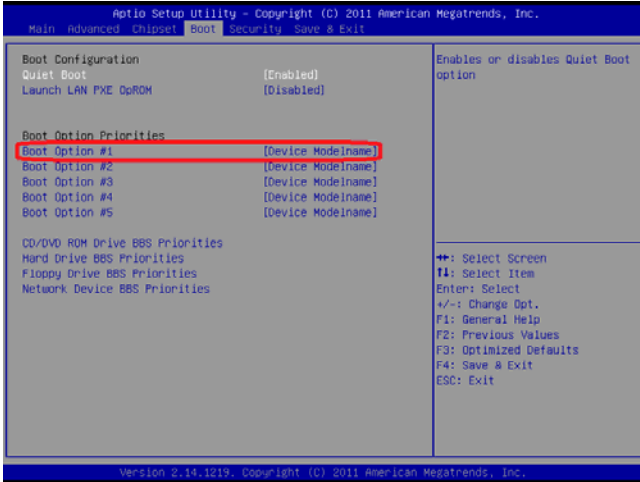 Aptio Setup Utility - Copyright (C) 2011 American Megatrends, Inc.
Main Advanced Chipset Boot Security Save & Exit
Boot Configuration
Quiet Boot [Enabled]
Launch LAN PXE OpROM [Disabled]
Boot Option Priorities
Boot Option #1 [Device Modelname]
Boot Option #2 [Device Modelname]
Boot Option #3 [Device Modelname]
Boot Option #4 [Device Modelname]
Boot Option #5 [Device Modelname]
CD/DVD ROM Drive BBS Priorities
Hard Drive BBS Priorities
Floppy Drive BBS Priorities
Network Device BBS Priorities
Enables or disables Quiet Boot
option
→←: Select Screen
↑↓: Select Item
Enter: Select
+/-: Change Opt.
F1: General Help
F2: Previous Values
F3: Optimized Defaults
F4: Save & Exit
ESC: Exit
Version 2.14.1219. Copyright (C) 2011 American Megatrends, Inc.